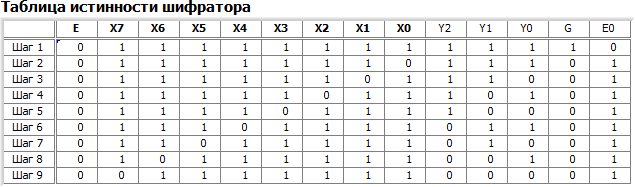 Таблица истинности шифратора
E X7 X6 X5 X4 X3 X2 X1 X0 Y2 Y1 Y0 G E0
Шаг 1 0 1 1 1 1 1 1 1 1 1 1 1 1 0
Шаг 2 0 1 1 1 1 1 1 1 0 1 1 1 0 1
Шаг 3 0 1 1 1 1 1 1 0 1 1 1 0 0 1
Шаг 4 0 1 1 1 1 1 0 1 1 1 0 1 0 1
Шаг 5 0 1 1 1 1 0 1 1 1 1 0 0 0 1
Шаг 6 0 1 1 1 0 1 1 1 1 0 1 1 0 1
Шаг 7 0 1 1 0 1 1 1 1 1 0 1 0 0 1
Шаг 8 0 1 0 1 1 1 1 1 1 0 0 1 0 1
Шаг 9 0 0 1 1 1 1 1 1 1 0 0 0 0 1